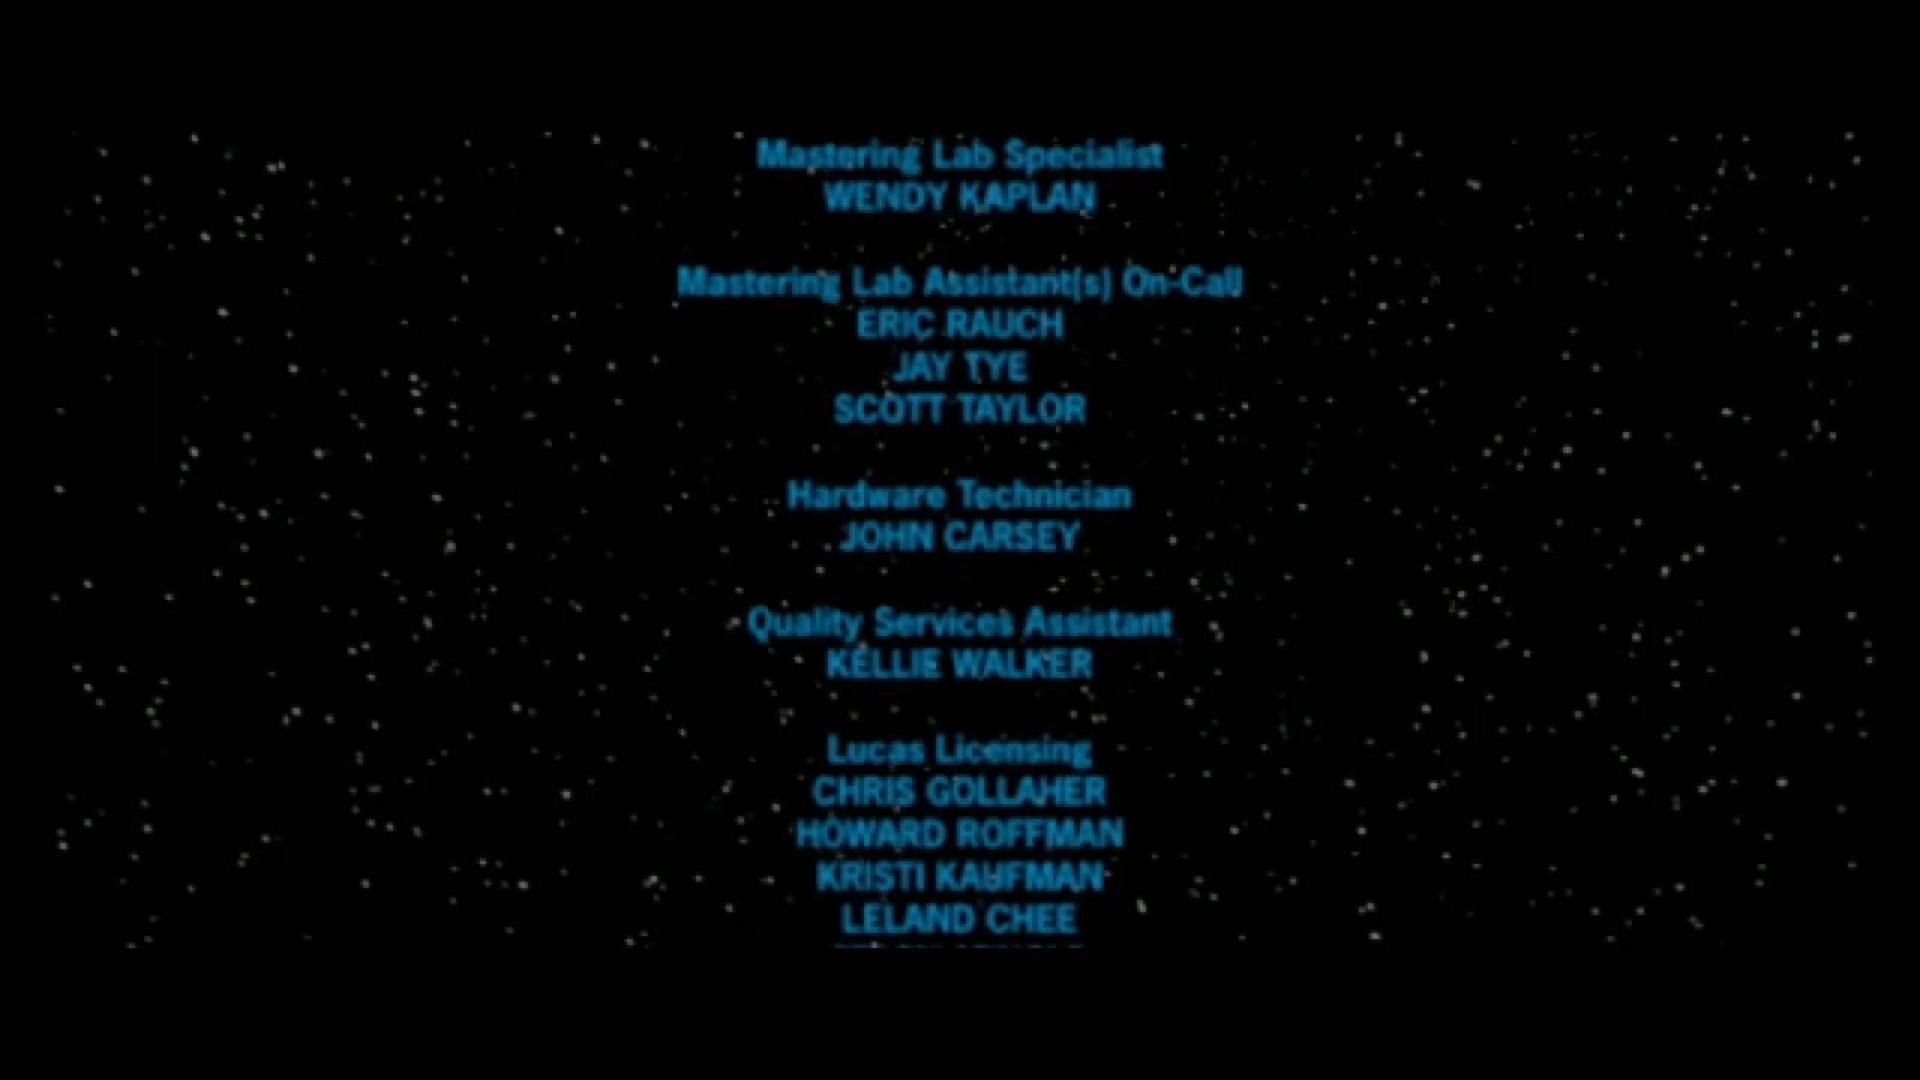 Mastering Lab Specialist
WENDY KAPLAN
Mastering Lab Assistant(s) On-Call
ERIC RAUCH
JAY TYE
SCOTT TAYLOR
Hardware Technician
JOHN CARSEY
Quality Services Assistant
KELLIE WALKER
Lucas Licensing
CHRIS GOLLAHER
HOWARD ROFFMAN
KRISTI KAUFMAN
LELAND CHEE